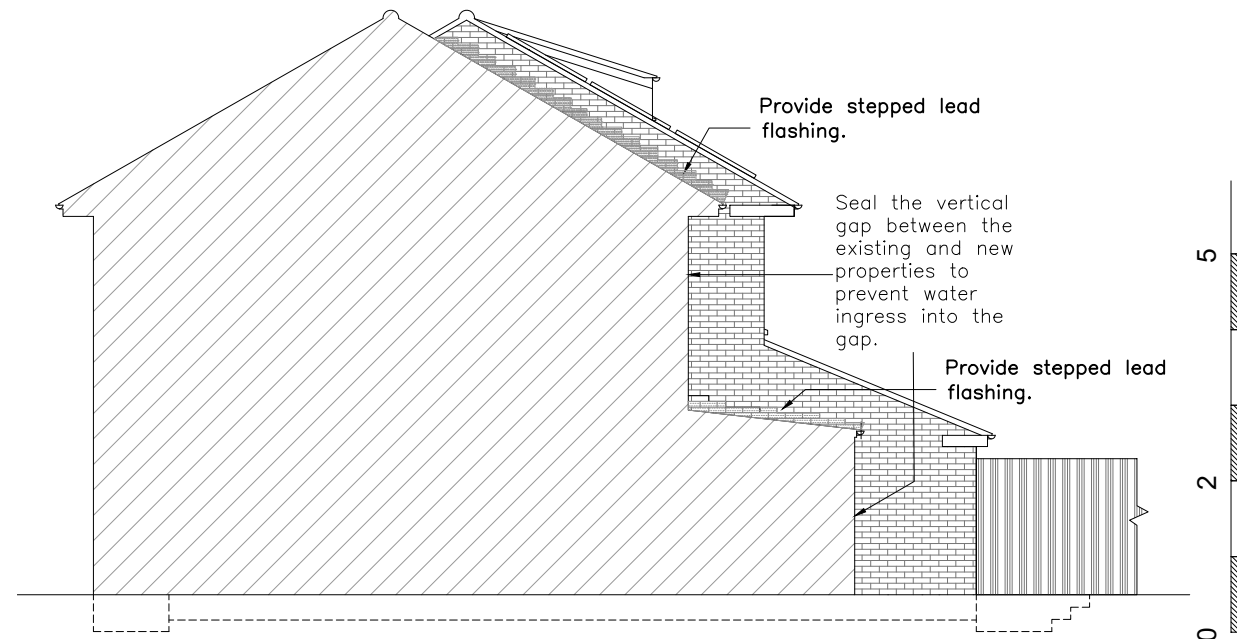 Provide stepped lead
flashing.
Seal the vertical
gap between the
existing and new
properties to
prevent water
ingress into the
gap.
Provide stepped lead
flashing.
5
2
0